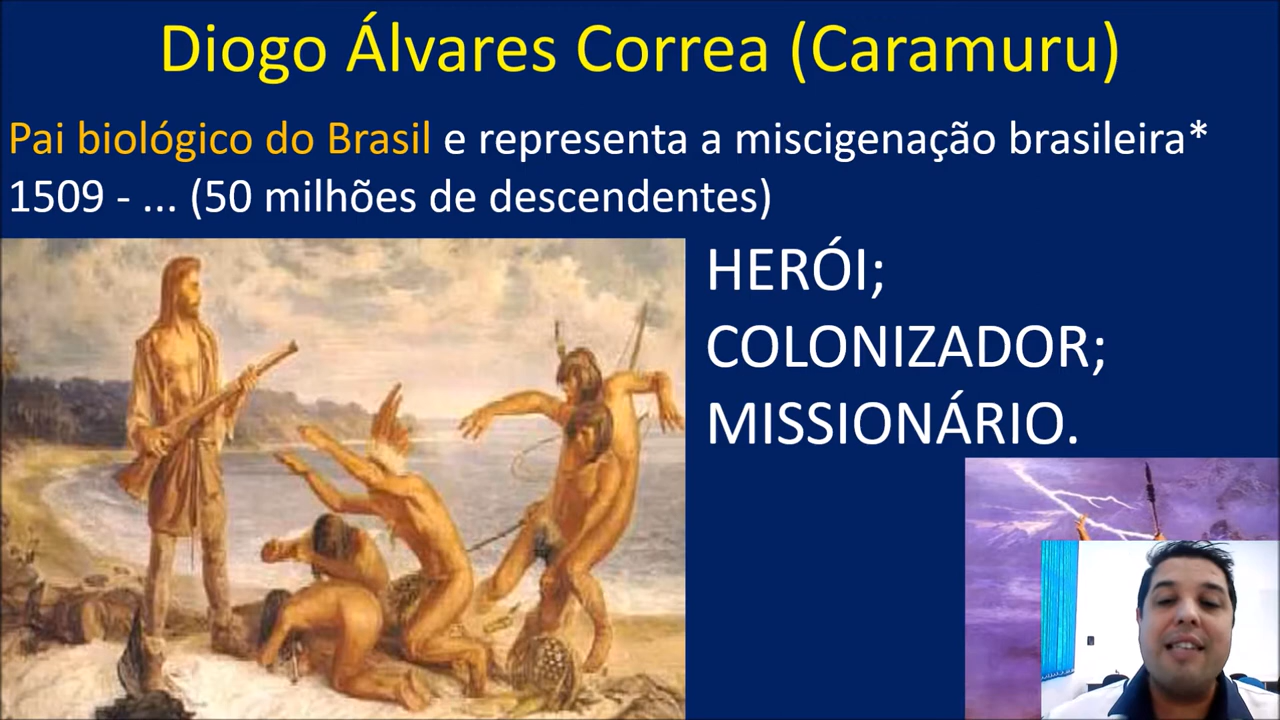 Diogo Álvares Correa (Caramuru)
Pai biológico do Brasil e representa a miscigenação brasileira*
1509 - ... (50 milhões de descendentes)
HERÓI;
COLONIZADOR;
MISSIONÁRIO.